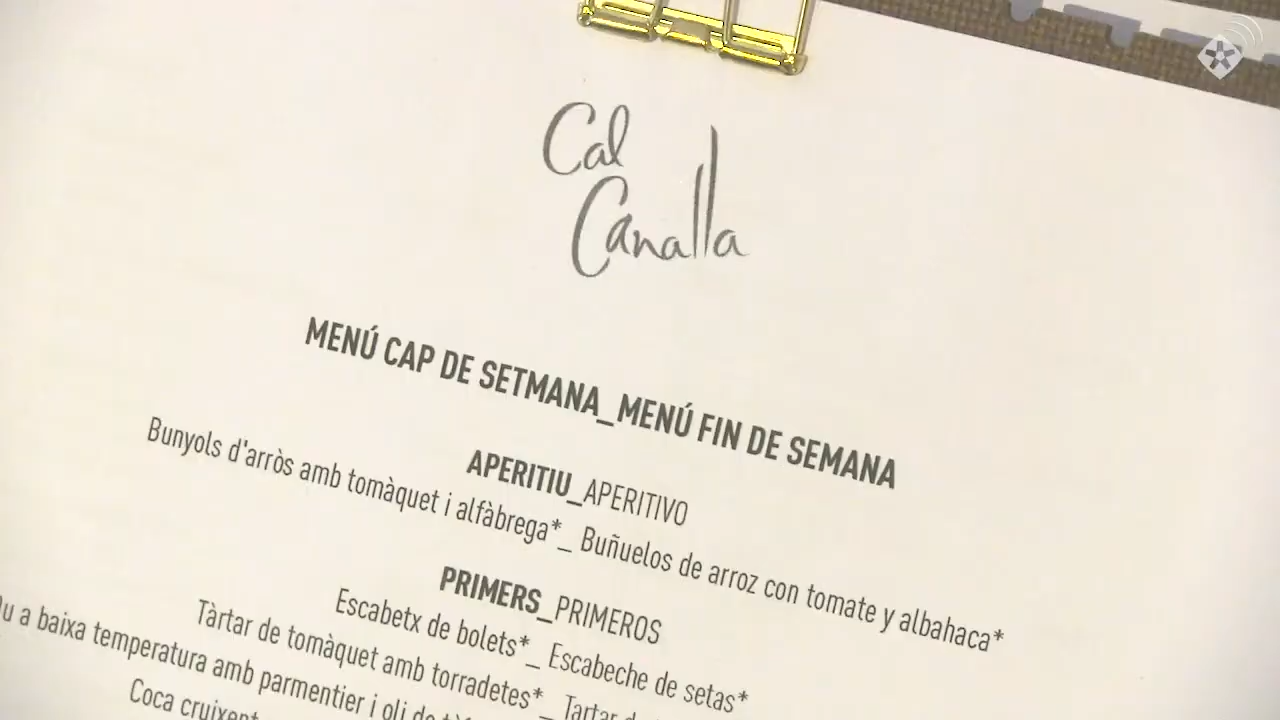 Cal
Canalla
MENÚ CAP DE SETMANA_MENÚ FIN DE SEMANA
APERITIU_APERITIVO
Bunyols d'arròs amb tomàquet i alfàbrega*_ Buñuelos de arroz con tomate y albahaca*
PRIMERS_PRIMEROS
Escabetx de bolets*_ Escabeche de setas*
Tàrtar de tomàquet amb torradetes*_ Tartar
a baixa temperatura amb parmentier i oli de
Coca